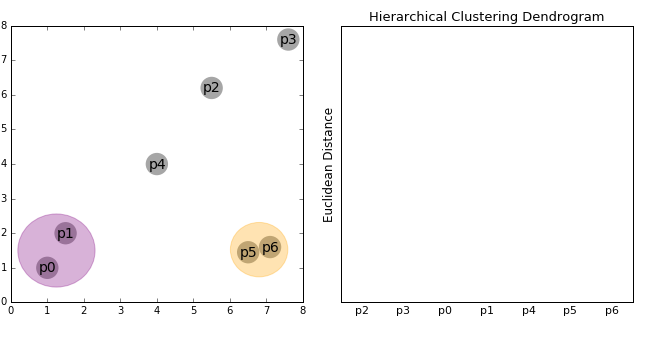 Hierarchical Clustering Dendrogram
8
7
6
5
4
3
2
1
0
p3
p2
p4
p1
p0
p5
p6
0 1 2 3 4 5 6 7 8
Euclidean Distance
p2 p3 p0 p1 p4 p5 p6